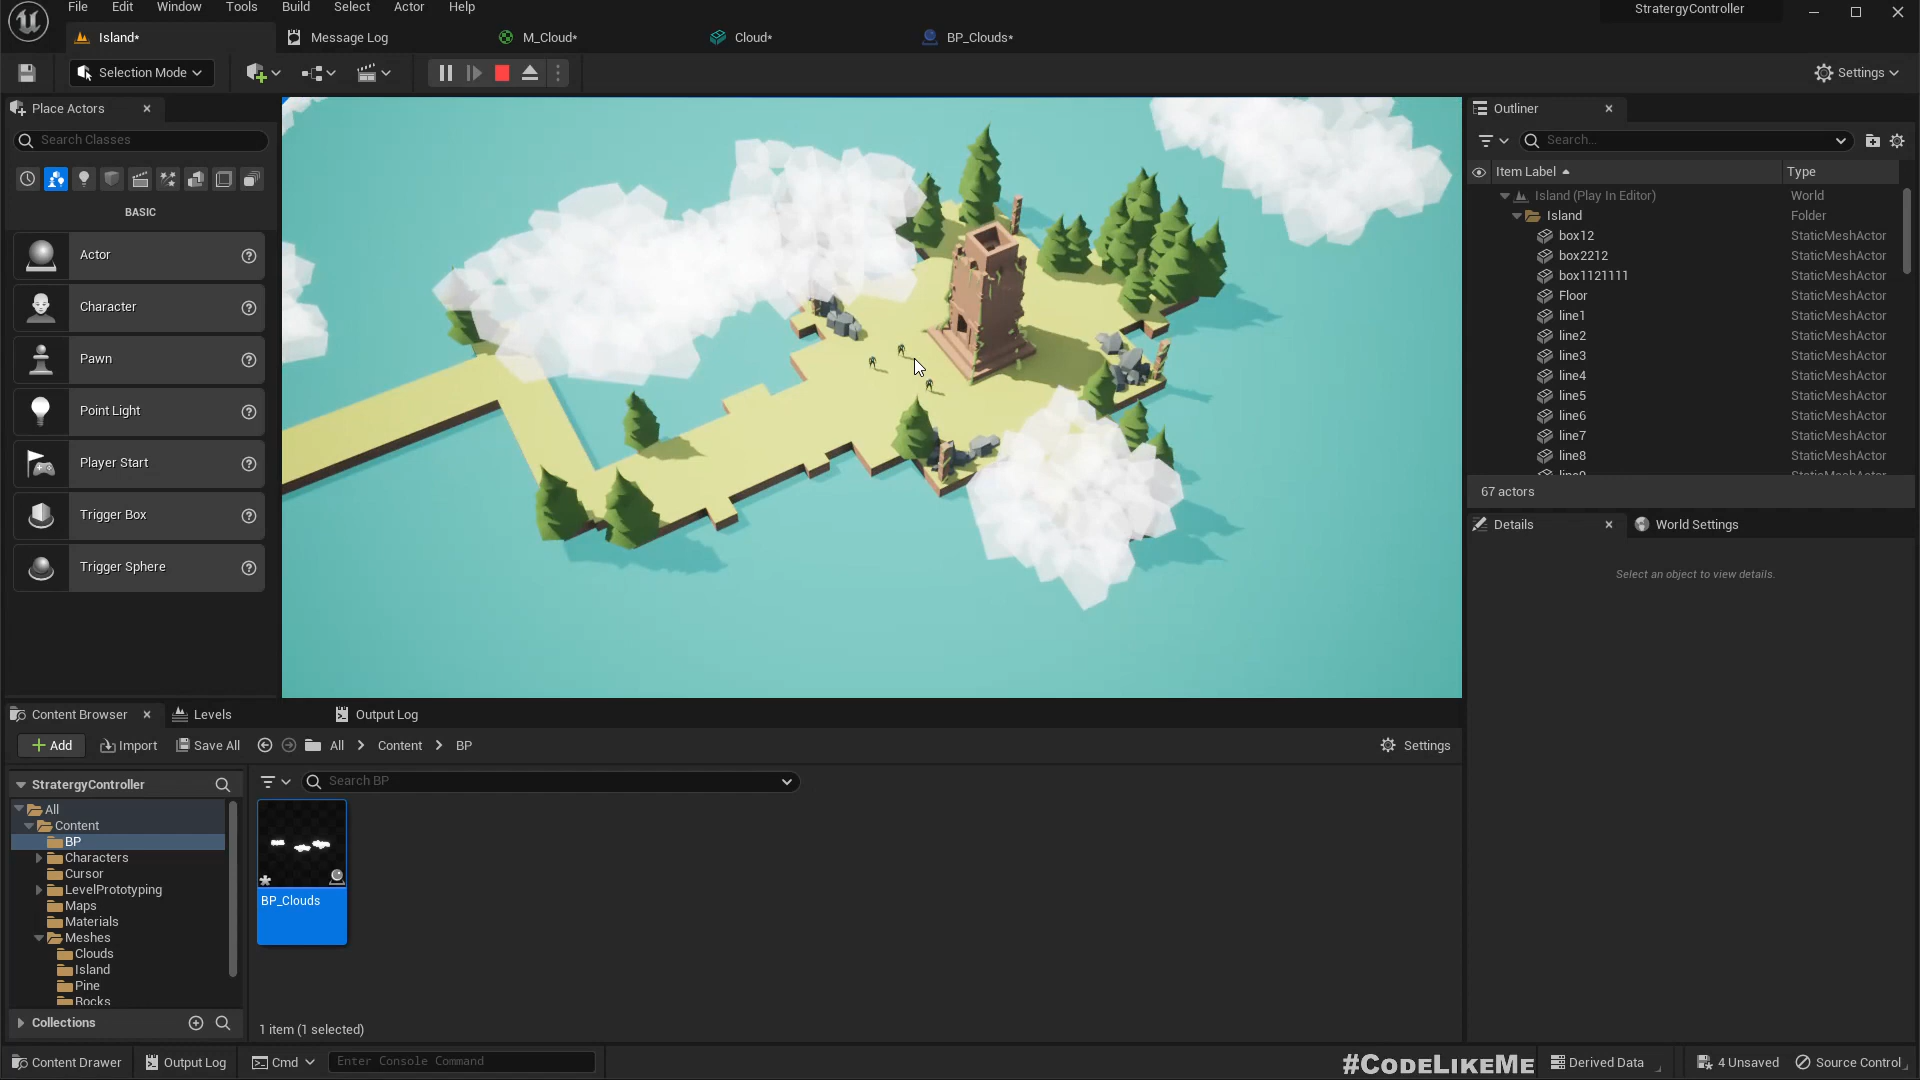 File Edit Window Tools Build Select Actor Help
StratergyController
Island*
Message Log
M_Cloud*
Cloud*
BP_Clouds*
Selection Mode
Settings
Place Actors
Search Classes
BASIC
Actor
Character
Pawn
Point Light
Player Start
Trigger Box
Trigger Sphere
Outliner
Search...
Item Label Type
Island (Play In Editor) World
Island Folder
box12 StaticMeshActor
box2212 StaticMeshActor
box1121111 StaticMeshActor
Floor StaticMeshActor
line1 StaticMeshActor
line2 StaticMeshActor
line3 StaticMeshActor
line4 StaticMeshActor
line5 StaticMeshActor
line6 StaticMeshActor
line7 StaticMeshActor
line8 StaticMeshActor
67 actors
Details
World Settings
Select an object to view details.
Content Browser
Levels
Output Log
Add
Import
Save All
All > Content > BP
Settings
StratergyController
Search BP
All
Content
BP
Characters
Cursor
LevelPrototyping
Maps
Materials
Meshes
Clouds
Island
Pine
Rocks
BP_Clouds
Collections
1 item (1 selected)
Content Drawer
Output Log
Cmd
Enter Console Command
#CODELIKEME
Derived Data
4 Unsaved
Source Control